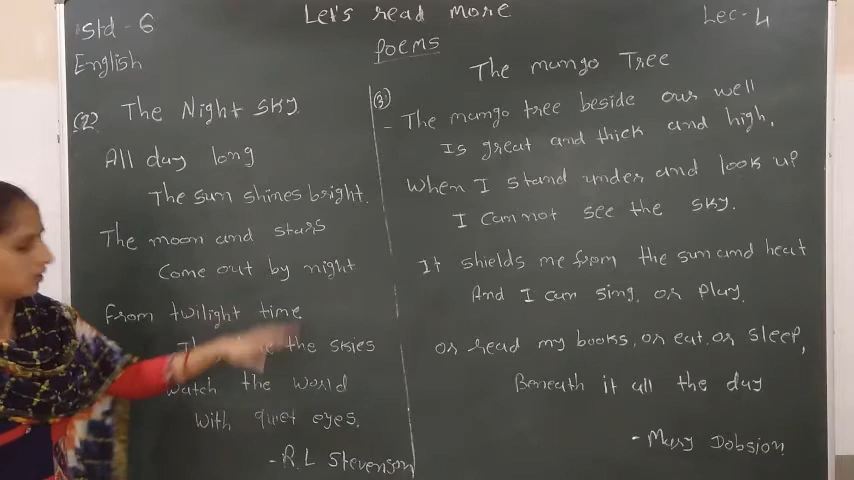 Std - 6
English
Let's read more
poems
Lec - 4
(2) The Night Sky
All day long
The sun shines bright.
The moon and stars
Come out by night
From twilight time
the skies
watch the world
With quiet eyes.
- R.L Stevenson
The mango Tree
(3)
- The mango tree beside our well
Is great and thick and high,
When I stand under and look up
I can not see the sky.
It shields me from the sun and heat
And I can sing, or play.
or read my books, or eat. or sleep,
Beneath it all the day
- Mary Dobsion